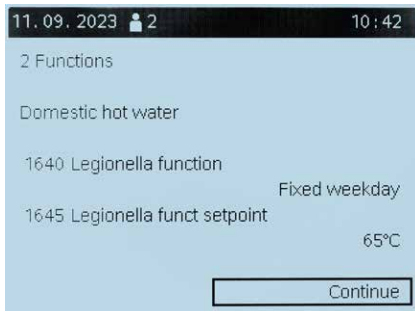 11.09.2023 2 10:42
2 Functions
Domestic hot water
1640 Legionella function
Fixed weekday
1645 Legionella funct setpoint
65°C
Continue